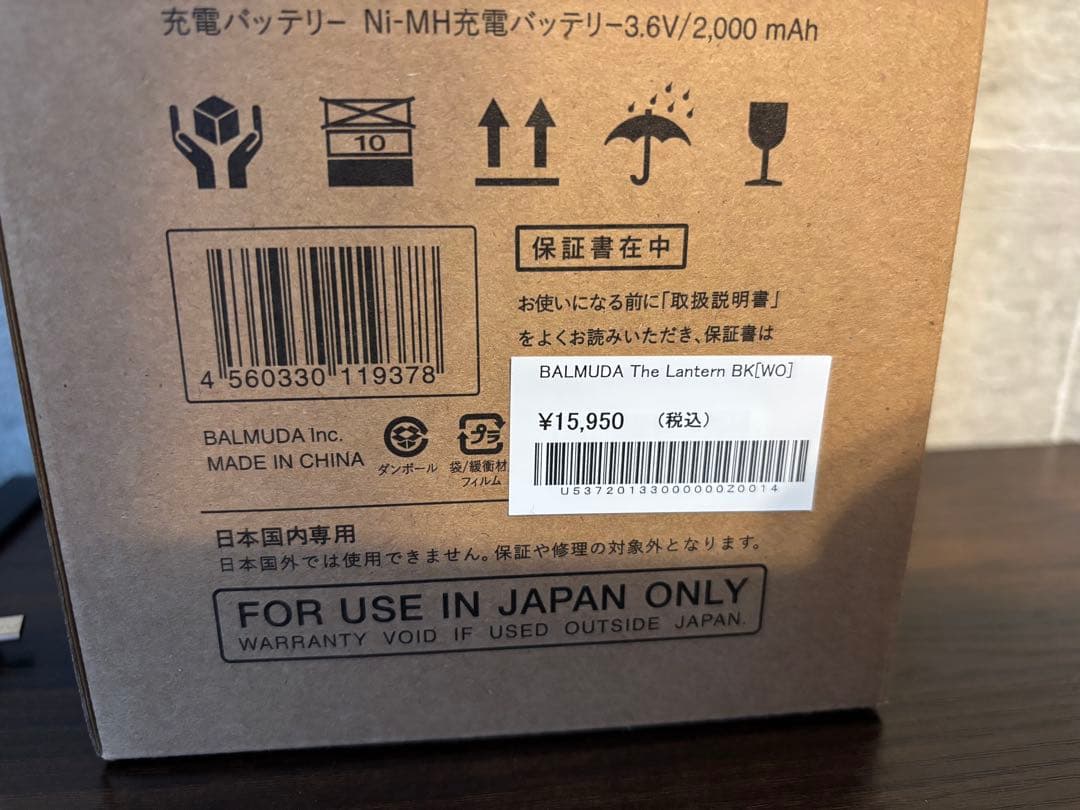 充電バッテリー Ni-MH充電バッテリー3.6V/2,000 mAh
10
保証書在中
お使いになる前に「取扱説明書」
をよくお読みいただき、保証書は
4 560330 119378
BALMUDA The Lantern BK[WO]
¥15,950 (税込)
U537201330000000Z0014
BALMUDA Inc.
MADE IN CHINA
ダンボール
プラ
袋/緩衝材
フィルム
日本国内専用
日本国外では使用できません。保証や修理の対象外となります。
FOR USE IN JAPAN ONLY
WARRANTY VOID IF USED OUTSIDE JAPAN.